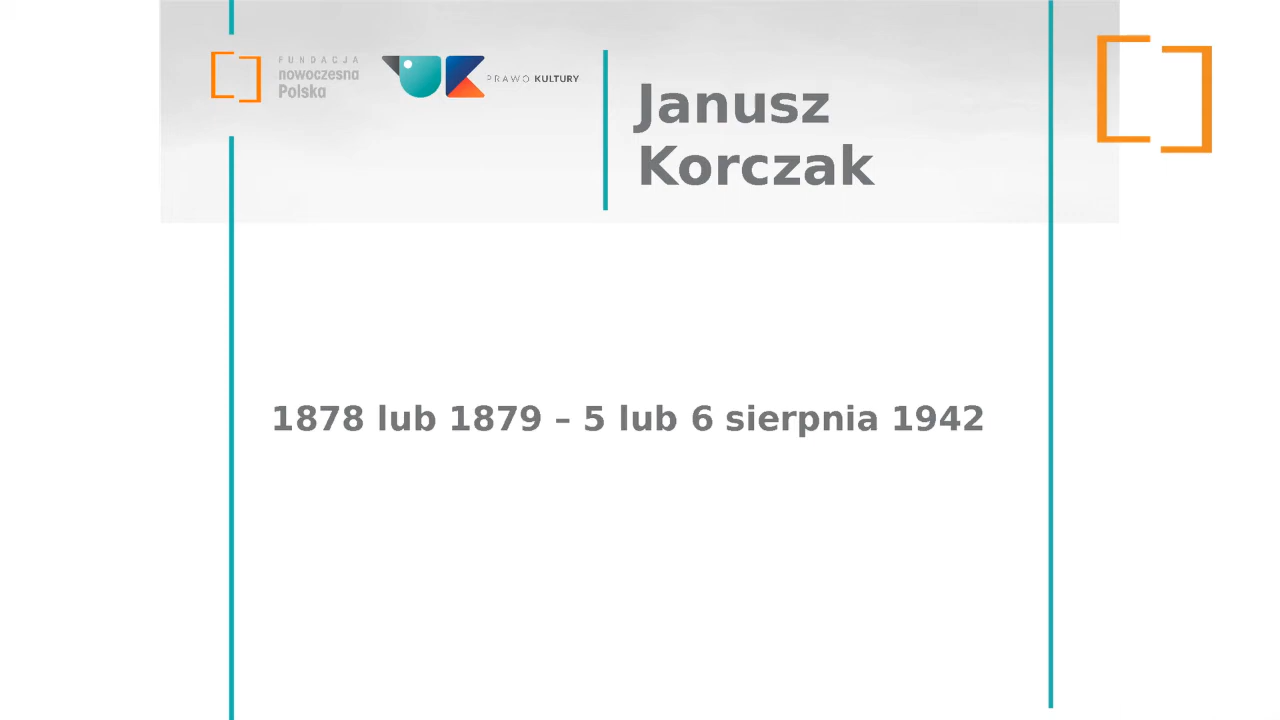 FUNDACJA
nowoczesna
Polska
PRAWO KULTURY
Janusz
Korczak
1878 lub 1879 – 5 lub 6 sierpnia 1942